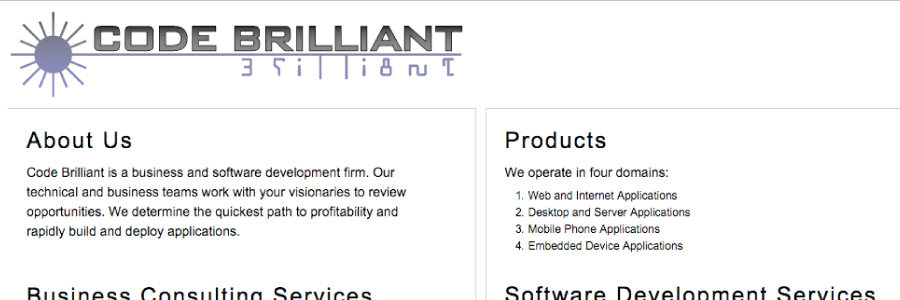 CODE BRILLIANT
About Us
Code Brilliant is a business and software development firm. Our
technical and business teams work with your visionaries to review
opportunities. We determine the quickest path to profitability and
rapidly build and deploy applications.
Business Consulting Services
Products
We operate in four domains:
1. Web and Internet Applications
2. Desktop and Server Applications
3. Mobile Phone Applications
4. Embedded Device Applications
Software Development Services